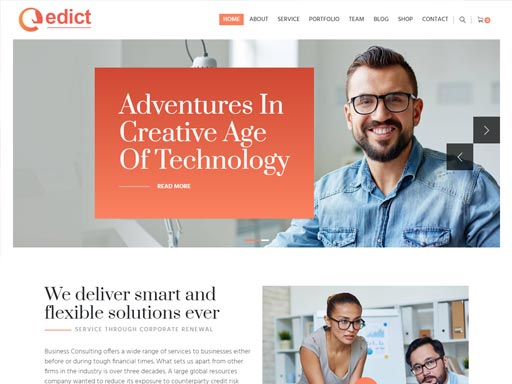 edict
HOME ABOUT SERVICE PORTFOLIO TEAM BLOG SHOP CONTACT
Adventures In
Creative Age
Of Technology
READ MORE
We deliver smart and
flexible solutions ever
SERVICE THROUGH CORPORATE RENEWAL
Business Consulting offers a wide range of services to businesses either
before or during tough financial times. What sets us apart from other
firms in the industry is over three decades. A large global resources
company wanted to reduce its exposure to counterparty credit risk